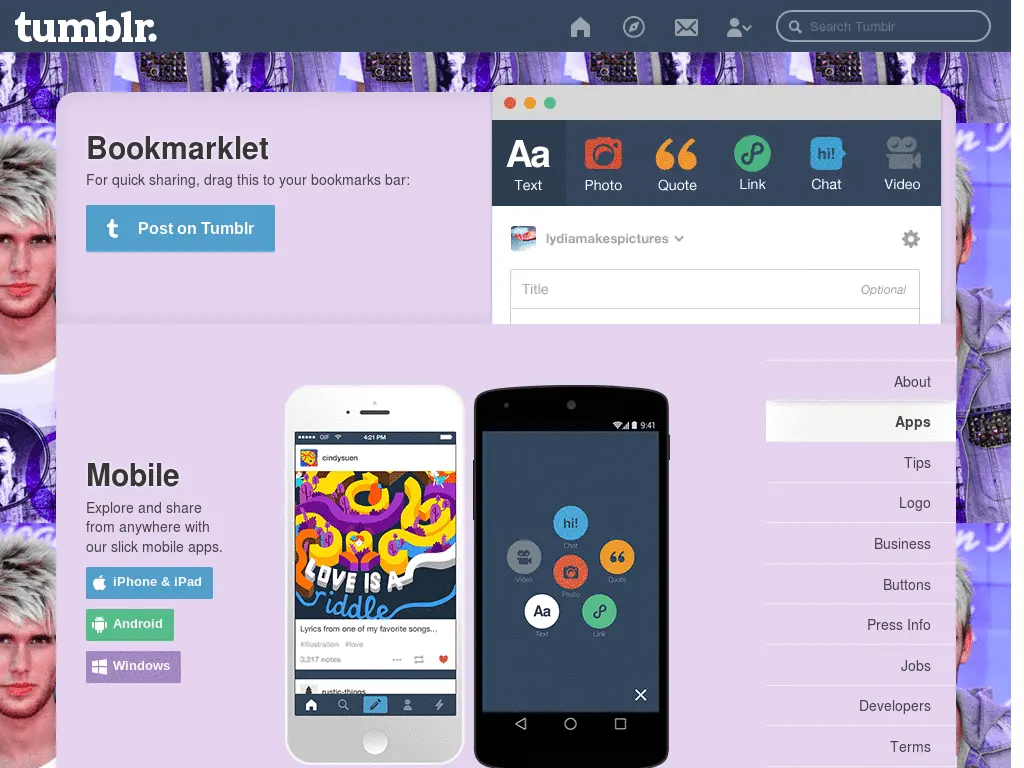 tumblr.
Search Tumblr
Bookmarklet
For quick sharing, drag this to your bookmarks bar:
t Post on Tumblr
Aa
hi!
Text Photo Quote Link Chat Video
lydiamakespictures
Title Optional
About
Apps
Tips
Logo
Business
Buttons
Press Info
Jobs
Developers
Terms
Mobile
Explore and share
from anywhere with
our slick mobile apps.
iPhone & iPad
Android
Windows
GiF 4:21 PM
cindysuen
LOVE IS A
riddle
Lyrics from one of my favorite songs...
#illustration #love
3,217 notes
rustic-things
9:41
hi!
Chat
Video
Quote
Photo
Aa
Text
Link